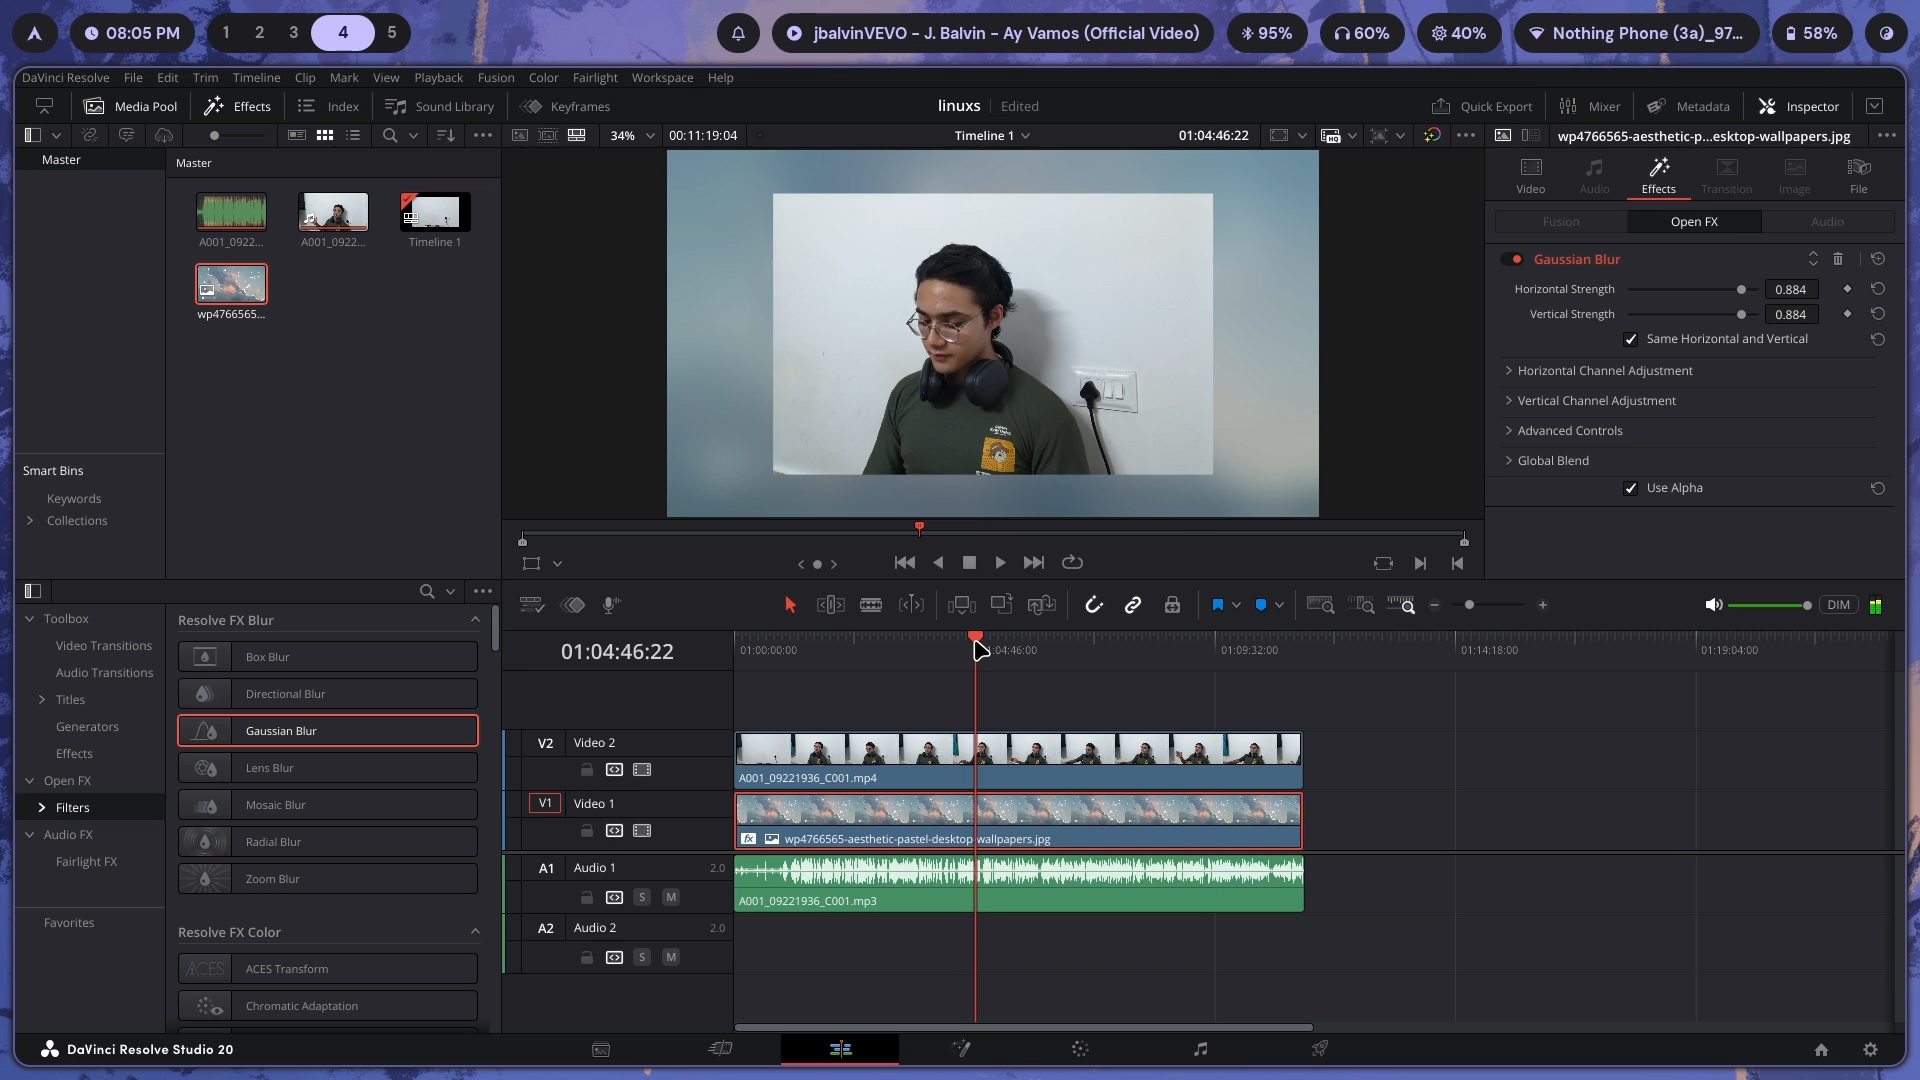 08:05 PM
1 2 3 4 5
jbalvinVEVO - J. Balvin - Ay Vamos (Official Video)
95%
60%
40%
Nothing Phone (3a)_97...
58%
DaVinci Resolve File Edit Trim Timeline Clip Mark View Playback Fusion Color Fairlight Workspace Help
Media Pool Effects Index Sound Library Keyframes
linuxs Edited
Quick Export Mixer Metadata Inspector
34% 00:11:19:04 Timeline 1 01:04:46:22
wp4766565-aesthetic-p...esktop-wallpapers.jpg
Master
Master
A001_0922...
A001_0922...
Timeline 1
wp4766565...
Smart Bins
Keywords
Collections
Video Audio Effects Transition Image File
Fusion Open FX Audio
Gaussian Blur
Horizontal Strength 0.884
Vertical Strength 0.884
Same Horizontal and Vertical
Horizontal Channel Adjustment
Vertical Channel Adjustment
Advanced Controls
Global Blend
Use Alpha
Toolbox
Video Transitions
Audio Transitions
Titles
Generators
Effects
Open FX
Filters
Audio FX
Fairlight FX
Favorites
Resolve FX Blur
Box Blur
Directional Blur
Gaussian Blur
Lens Blur
Mosaic Blur
Radial Blur
Zoom Blur
Resolve FX Color
ACES ACES Transform
Chromatic Adaptation
DIM
01:04:46:22
01:00:00:00 :04:46:00 01:09:32:00 01:14:18:00 01:19:04:00
V2 Video 2
A001_09221936_C001.mp4
V1 Video 1
fx wp4766565-aesthetic-pastel-desktop-wallpapers.jpg
A1 Audio 1 2.0
S M
A001_09221936_C001.mp3
A2 Audio 2 2.0
S M
DaVinci Resolve Studio 20